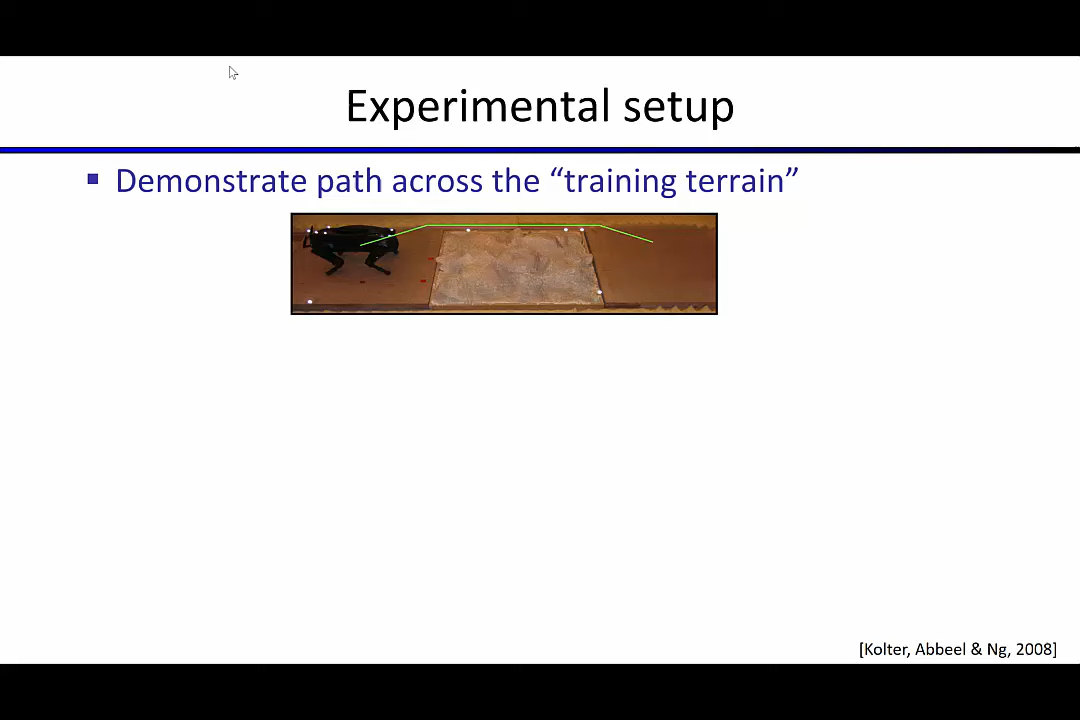 Experimental setup
▪ Demonstrate path across the “training terrain”
[Kolter, Abbeel & Ng, 2008]